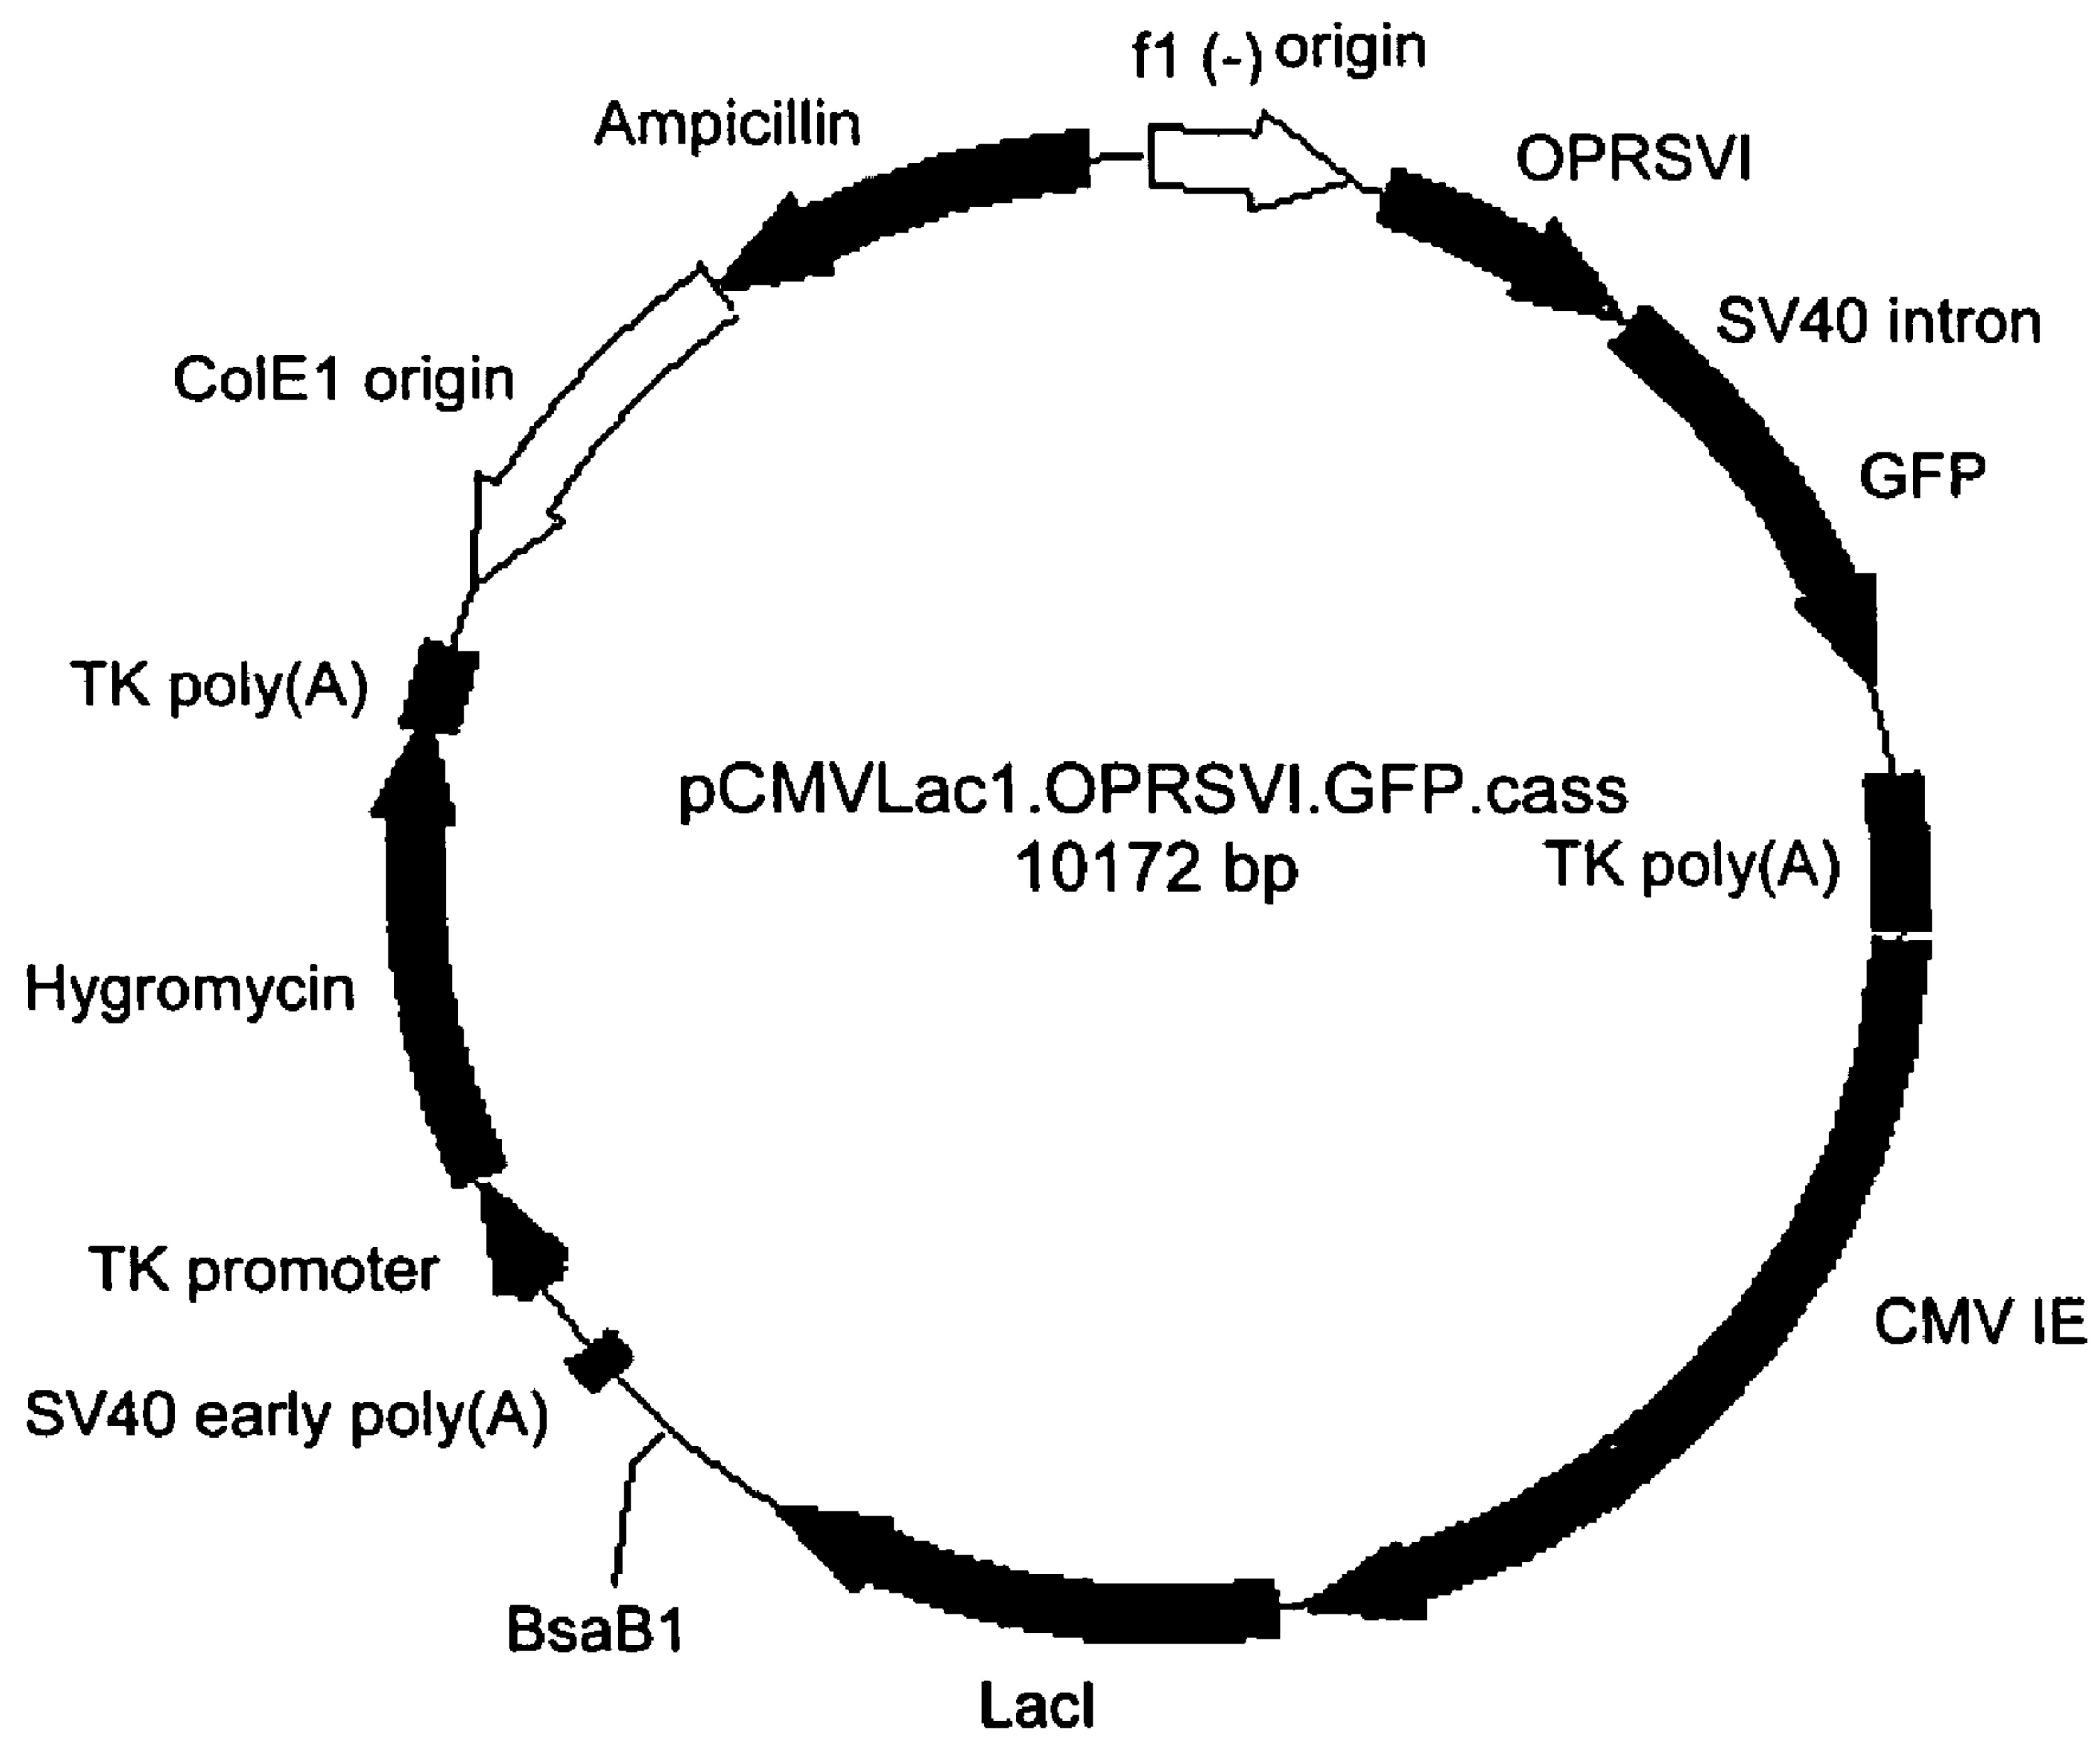 f1 (-) origin
Ampicillin
OPRSVI
SV40 intron
ColE1 origin
GFP
TK poly(A)
pCMVLac1.OPRSVI.GFP.cass
10172 bp
TK poly(A)
Hygromycin
TK promoter
CMV IE
SV40 early poly(A)
BsaB1
LacI